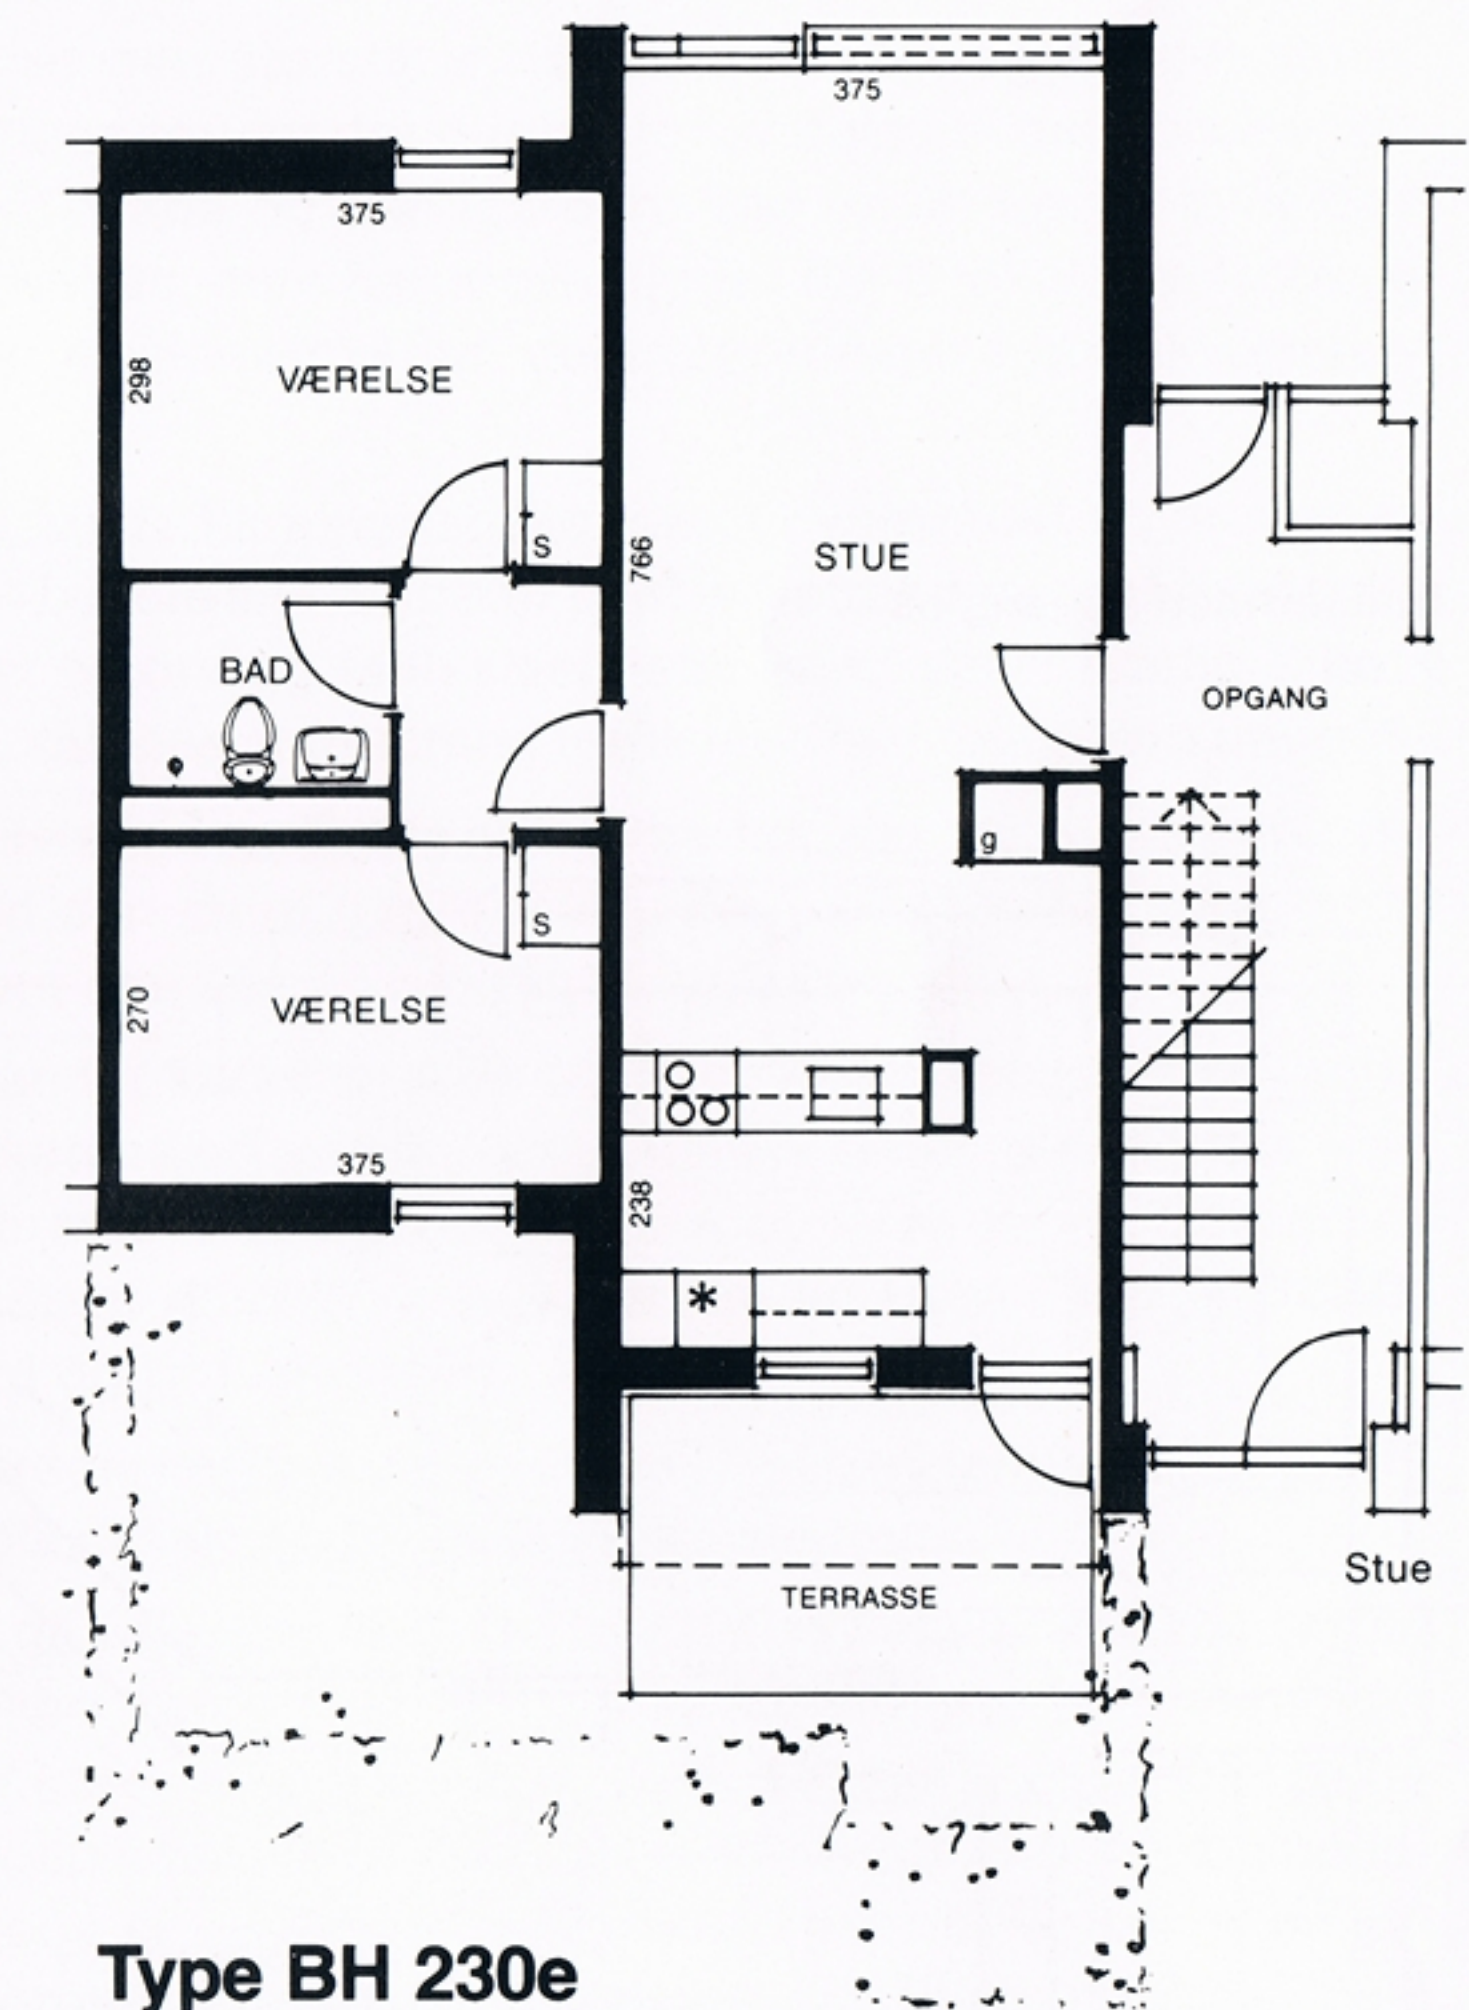 375
375
298
VÆRELSE
S
766
STUE
BAD
OPGANG
g
S
270
VÆRELSE
375
238
*
TERRASSE
Stue
Type BH 230e